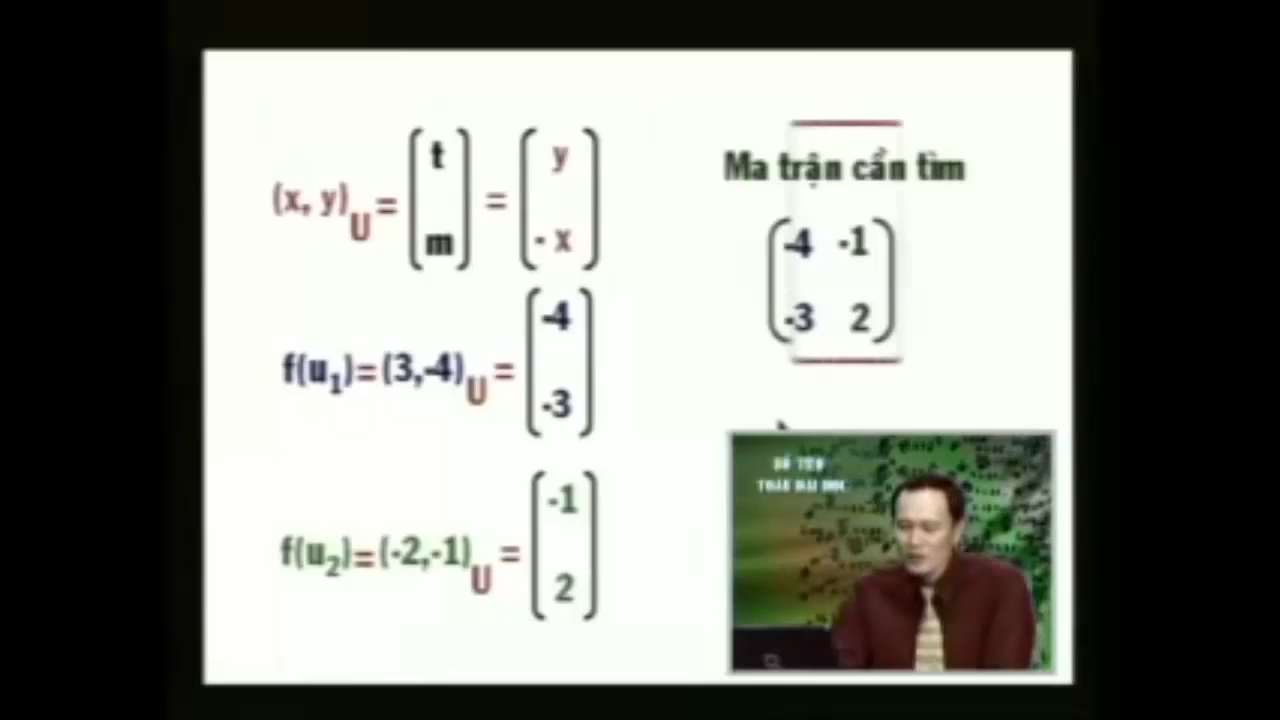 (x, y)U = (t m) = (y -x)
f(u1)=(3,-4)U = (-4 -3)
f(u2)=(-2,-1)U = (-1 2)
Ma trận cần tìm
-4 -1
-3 2